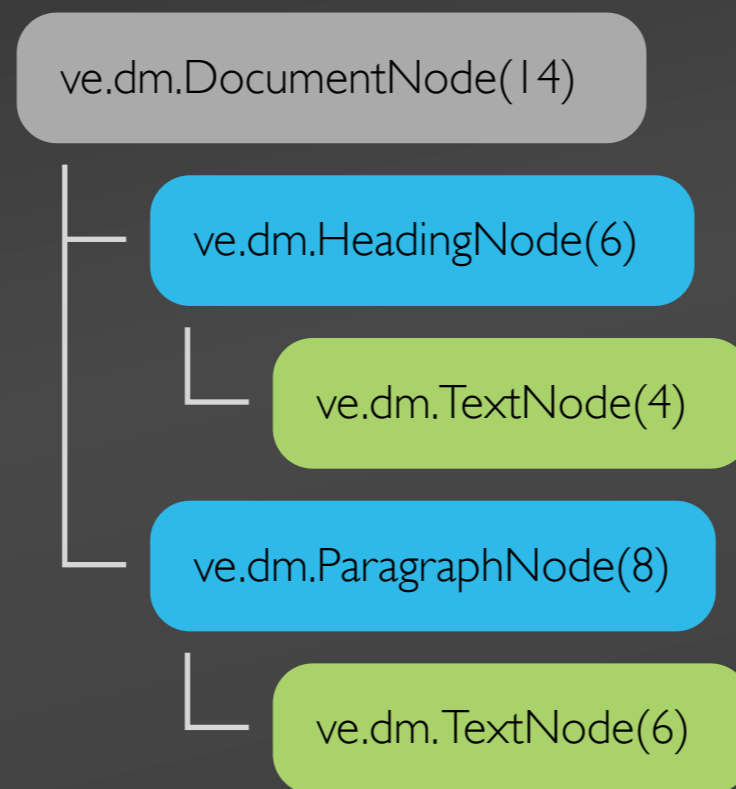 ve.dm.DocumentNode(14)
ve.dm.HeadingNode(6)
ve.dm.TextNode(4)
ve.dm.ParagraphNode(8)
ve.dm.TextNode(6)